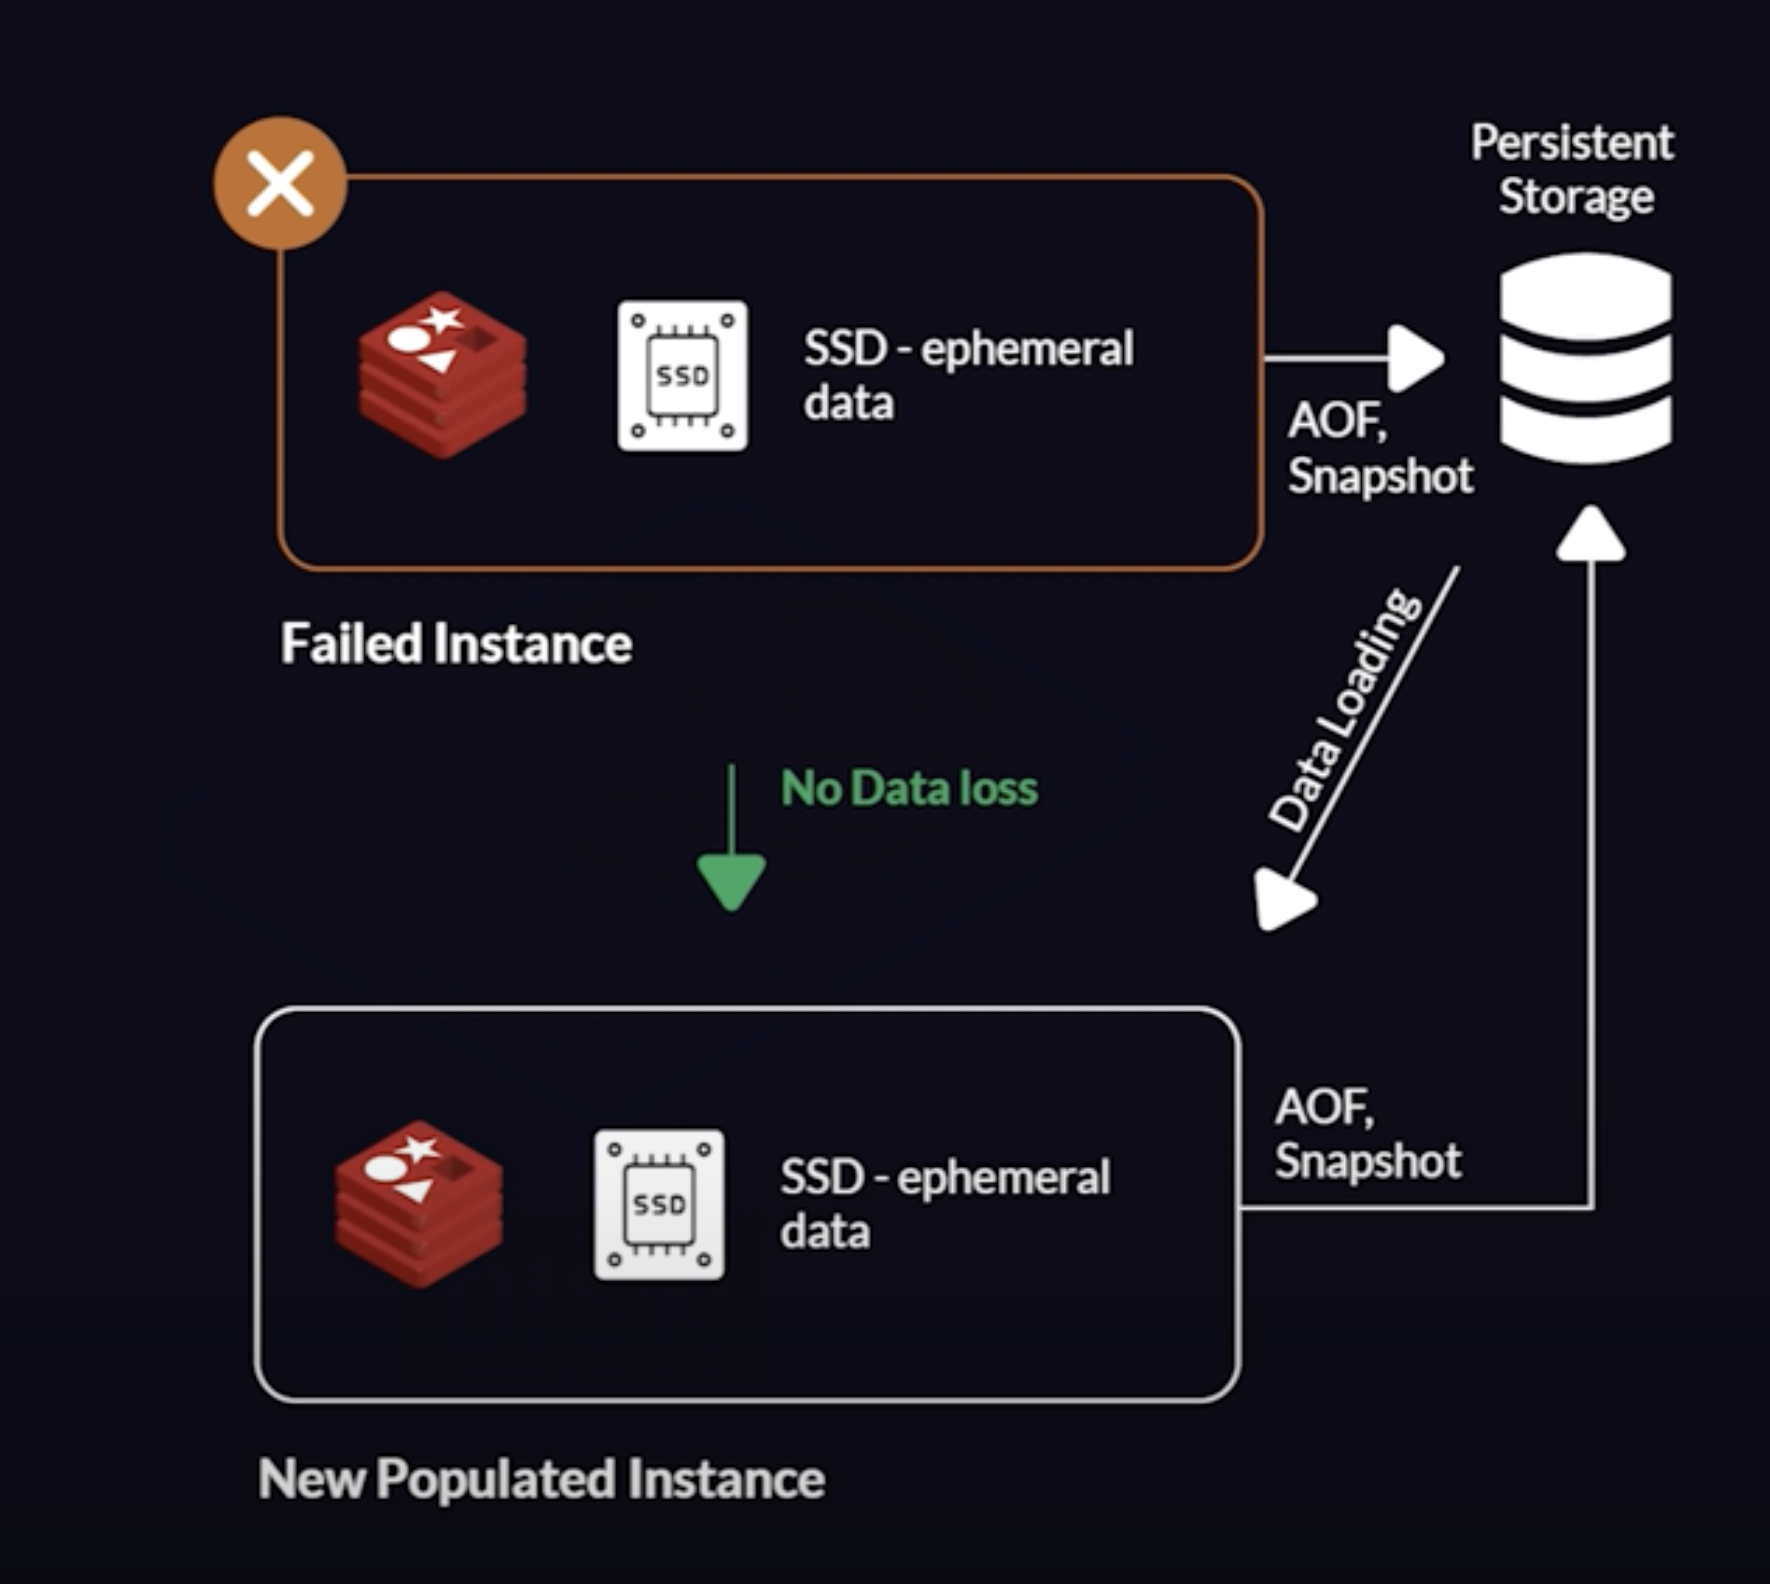 Persistent
Storage
SSD
SSD - ephemeral
data
AOF,
Snapshot
Failed Instance
Data Loading
No Data loss
SSD
SSD - ephemeral
data
AOF,
Snapshot
New Populated Instance